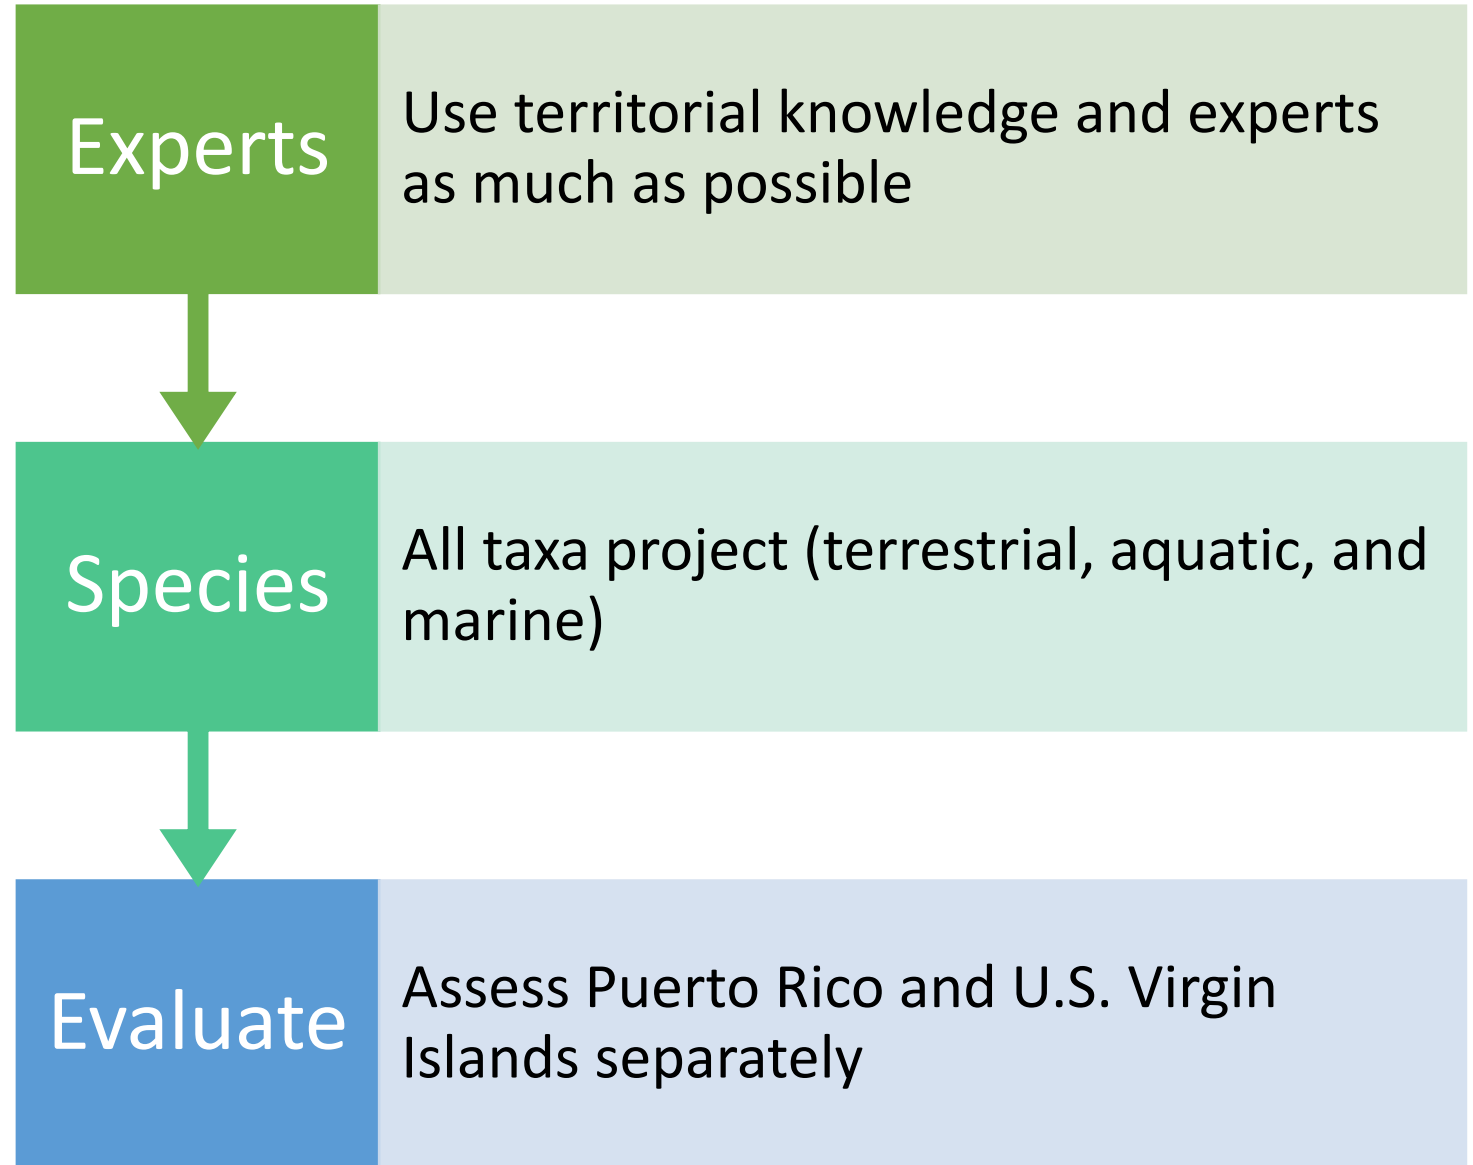 Experts
Use territorial knowledge and experts
as much as possible
Species
All taxa project (terrestrial, aquatic, and
marine)
Evaluate
Assess Puerto Rico and U.S. Virgin
Islands separately